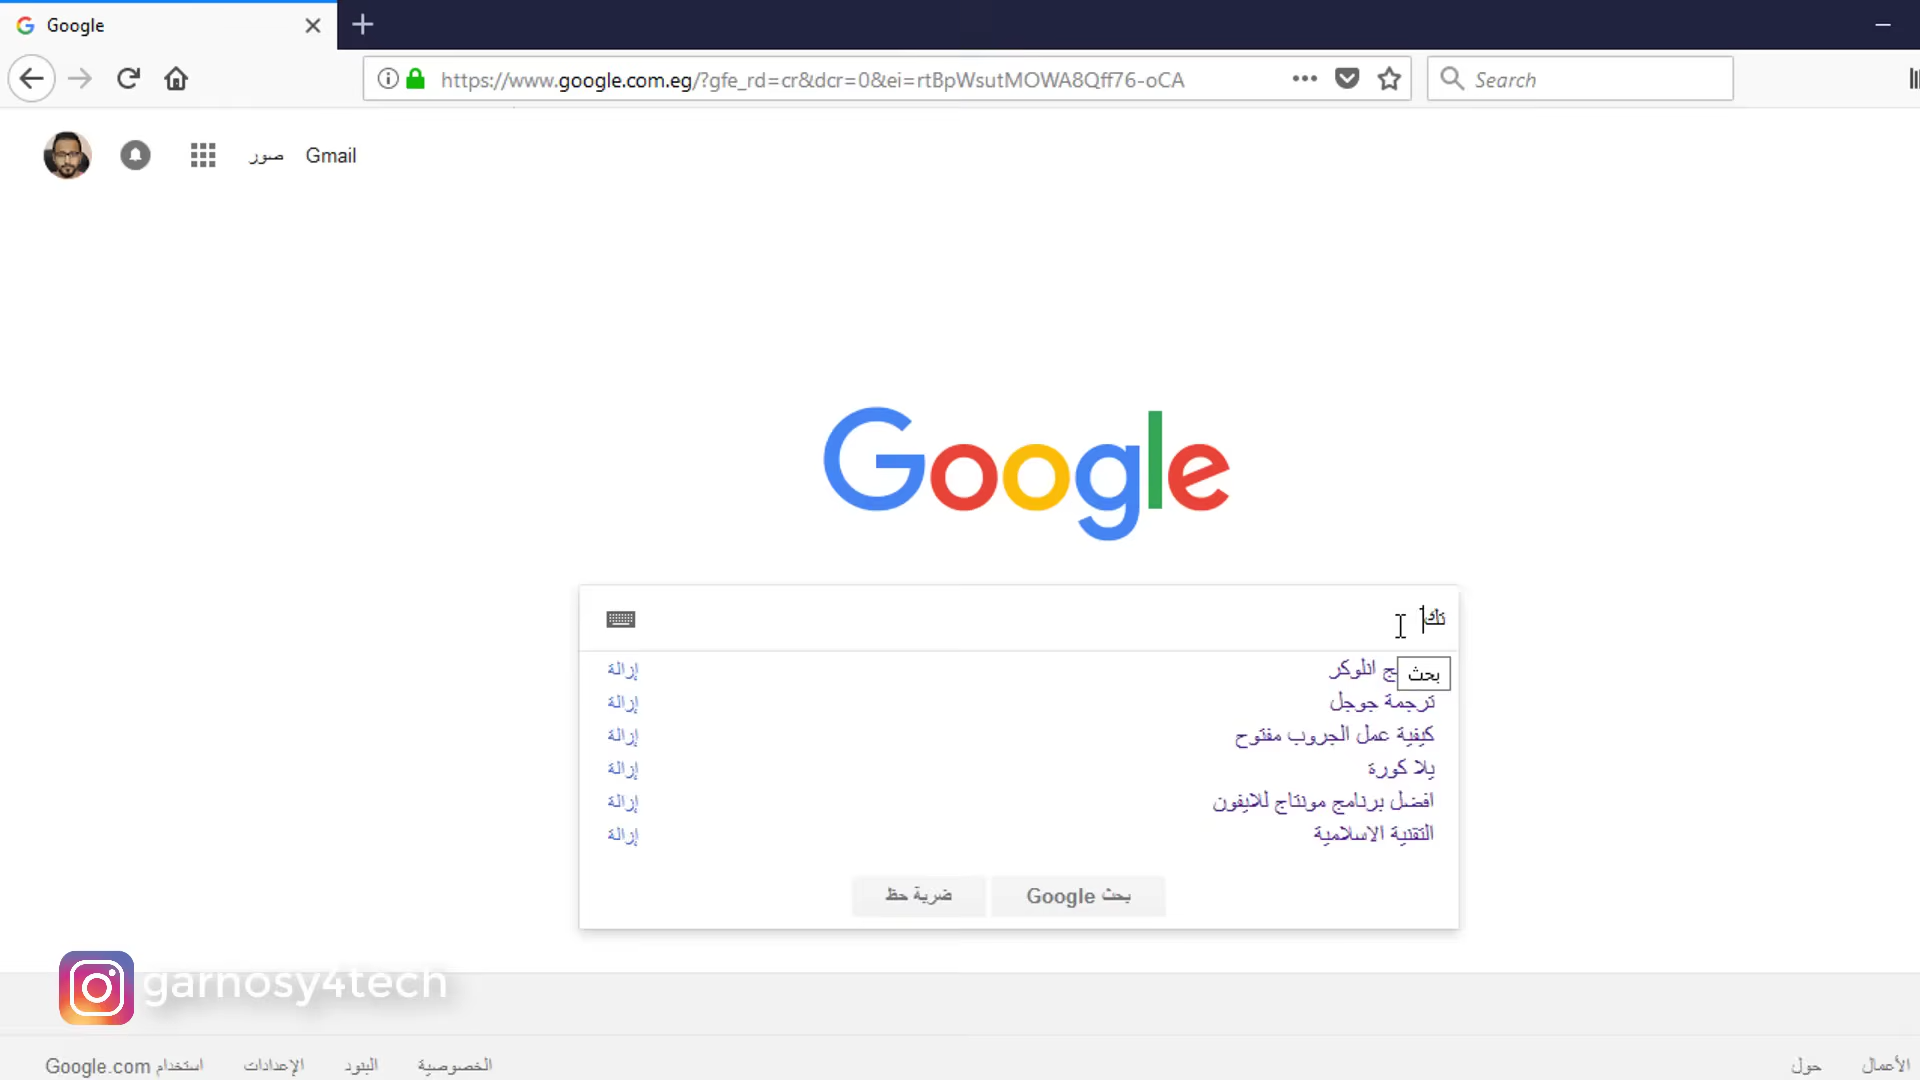 Google
https://www.google.com.eg/?gfe_rd=cr&dcr=0&ei=rtBpWsutMOWA8Qff76-oCA
Search
صور Gmail
Google
تك
ج انلوكر إزالة
بحث
ترجمة جوجل إزالة
كيفية عمل الجروب مفتوح إزالة
يلا كورة إزالة
افضل برنامج مونتاج للايفون إزالة
التقنية الاسلامية إزالة
بحث Google ضربة حظ
garnosy4tech
الأعمال حول الخصوصية البنود الإعدادات استخدام Google.com